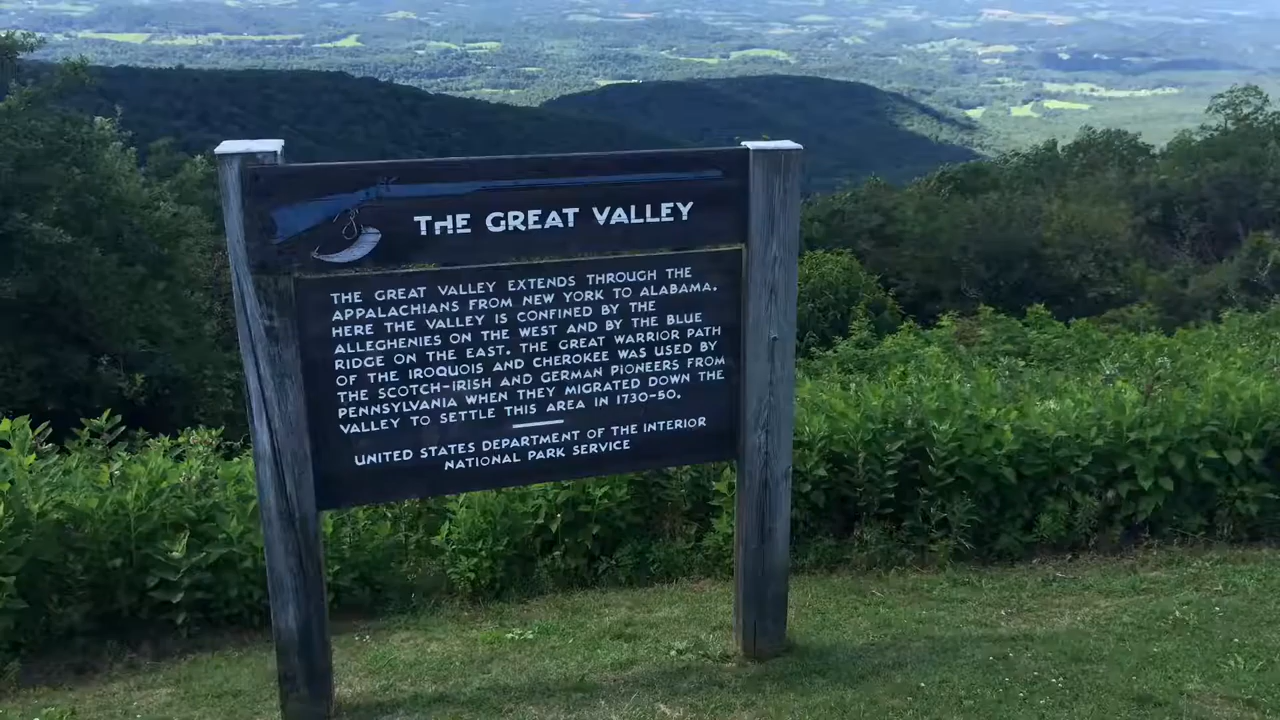 THE GREAT VALLEY
THE GREAT VALLEY EXTENDS THROUGH THE
APPALACHIANS FROM NEW YORK TO ALABAMA.
HERE THE VALLEY IS CONFINED BY THE
ALLEGHENIES ON THE WEST AND BY THE BLUE
RIDGE ON THE EAST. THE GREAT WARRIOR PATH
OF THE IROQUOIS AND CHEROKEE WAS USED BY
THE SCOTCH-IRISH AND GERMAN PIONEERS FROM
PENNSYLVANIA WHEN THEY MIGRATED DOWN THE
VALLEY TO SETTLE THIS AREA IN 1730-50.
UNITED STATES DEPARTMENT OF THE INTERIOR
NATIONAL PARK SERVICE